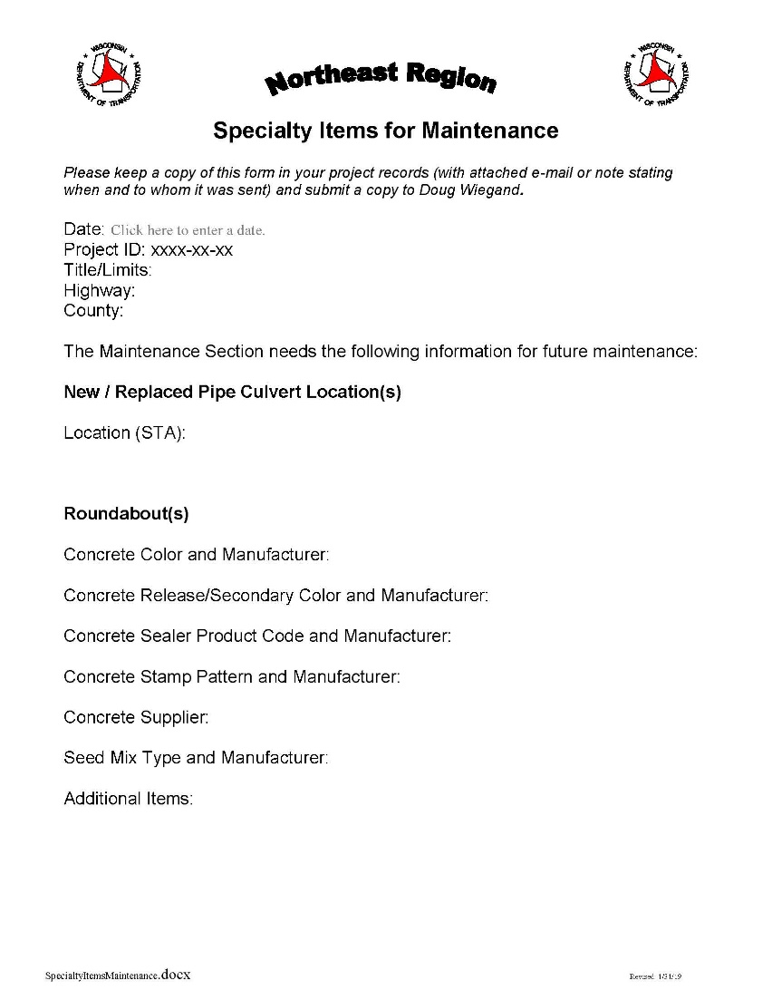 WISCONSIN DEPARTMENT OF TRANSPORTATION
Northeast Region
WISCONSIN DEPARTMENT OF TRANSPORTATION
Specialty Items for Maintenance
Please keep a copy of this form in your project records (with attached e-mail or note stating
when and to whom it was sent) and submit a copy to Doug Wiegand.
Date: Click here to enter a date.
Project ID: xxxx-xx-xx
Title/Limits:
Highway:
County:
The Maintenance Section needs the following information for future maintenance:
New / Replaced Pipe Culvert Location(s)
Location (STA):
Roundabout(s)
Concrete Color and Manufacturer:
Concrete Release/Secondary Color and Manufacturer:
Concrete Sealer Product Code and Manufacturer:
Concrete Stamp Pattern and Manufacturer:
Concrete Supplier:
Seed Mix Type and Manufacturer:
Additional Items:
SpecialtyItemsMaintenance.docx
Revised 1/31/19